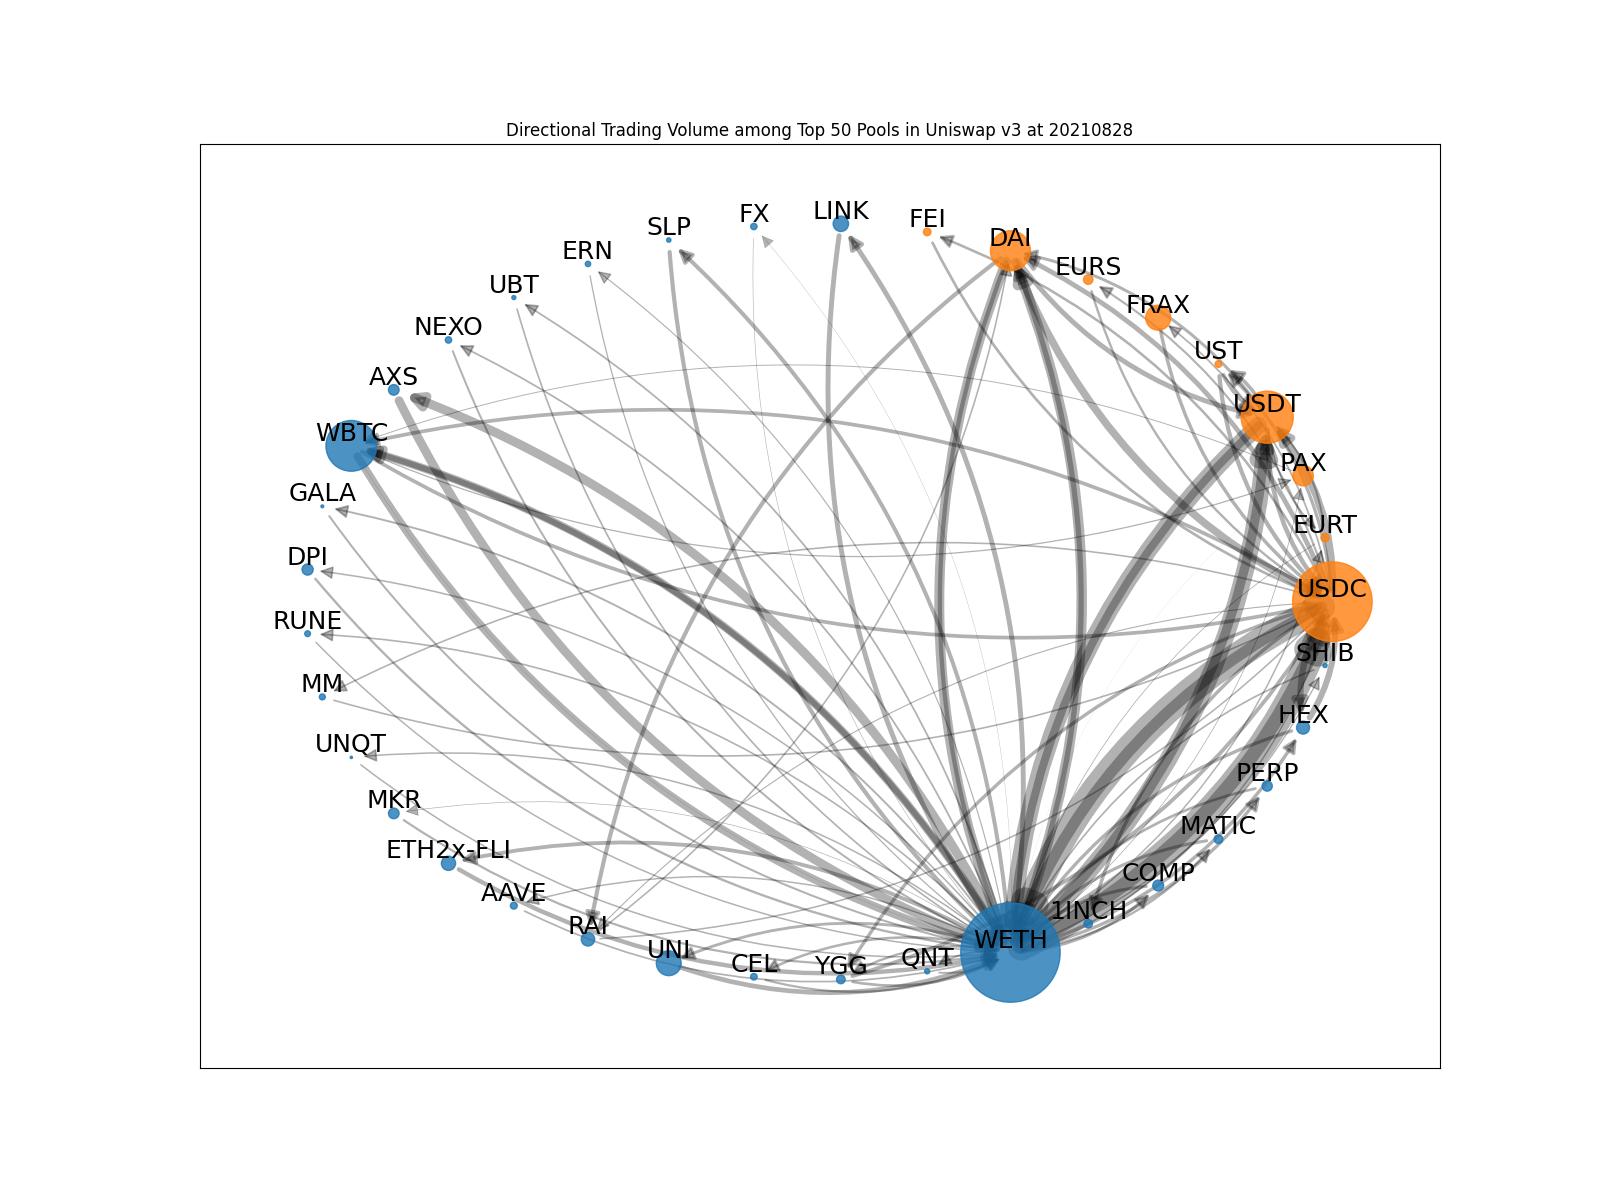 Directional Trading Volume among Top 50 Pools in Uniswap v3 at 20210828
LINK
FX
FEI
SLP
DAI
ERN
EURS
UBT
FRAX
NEXO
UST
AXS
USDT
WBTC
PAX
GALA
EURT
DPI
USDC
RUNE
SHIB
MM
HEX
UNQT
PERP
MKR
MATIC
ETH2x-FLI
COMP
AAVE
1INCH
RAI
WETH
UNI
QNT
CEL
YGG